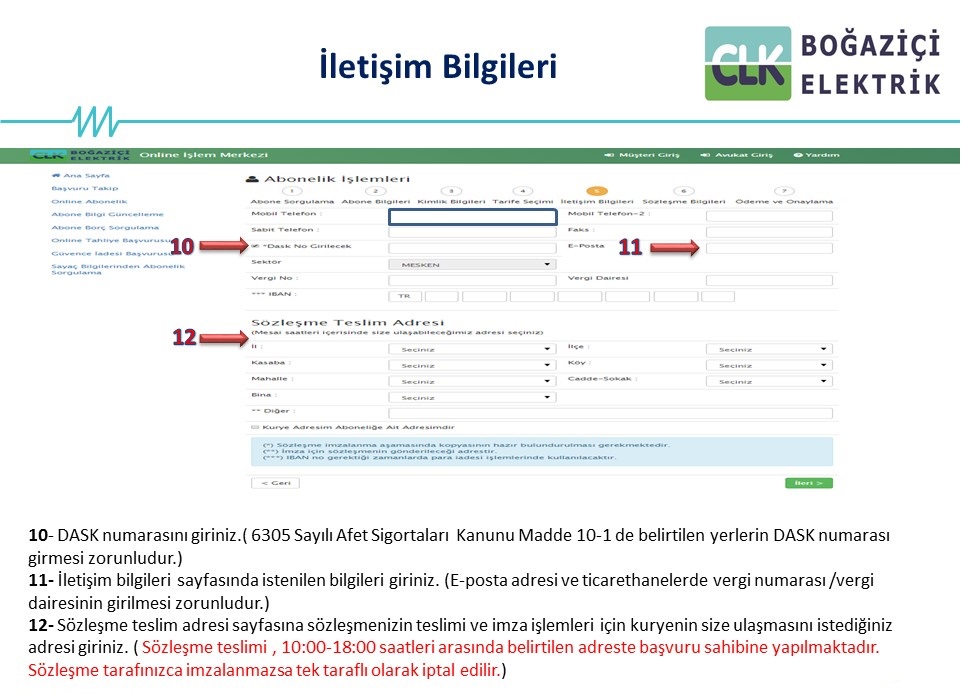 İletişim Bilgileri
CLK BOĞAZİÇİ
ELEKTRİK
CLK BOĞAZİÇİ ELEKTRİK Online İşlem Merkezi Müşteri Giriş Avukat Giriş Yardım
Ana Sayfa
Başvuru Takip
Online Abonelik
Abone Bilgi Güncelleme
Abone Borç Sorgulama
Online Tahliye Başvurusu
Güvence İadesi Başvurusu
Sayaç Bilgilerinden Abonelik
Sorgulama
Abonelik İşlemleri
1 2 3 4 5 6 7
Abone Sorgulama Abone Bilgileri Kimlik Bilgileri Tarife Seçimi İletişim Bilgileri Sözleşme Bilgileri Ödeme ve Onaylama
Mobil Telefon : Mobil Telefon-2 :
Sabit Telefon : Faks :
10 *Dask No Girilecek 11 E-Posta
Sektör MESKEN
Vergi No : Vergi Dairesi
*** IBAN : TR
Sözleşme Teslim Adresi
12 (Mesai saatleri içerisinde size ulaşabileceğimiz adresi seçiniz)
İl : Seciniz İlçe : Seciniz
Kasaba : Seciniz Köy : Seciniz
Mahalle : Seciniz Cadde-Sokak : Seciniz
Bina : Seciniz
** Diğer :
Kurye Adresim Aboneliğe Ait Adresimdir
(*) Sözleşme imzalanma aşamasında kopyasının hazır bulundurulması gerekmektedir.
(**) İmza için sözleşmenin gönderileceği adrestir.
(***) IBAN no gerektiği zamanlarda para iadesi işlemlerinde kullanılacaktır.
< Geri İleri >
10- DASK numarasını giriniz.( 6305 Sayılı Afet Sigortaları Kanunu Madde 10-1 de belirtilen yerlerin DASK numarası
girmesi zorunludur.)
11- İletişim bilgileri sayfasında istenilen bilgileri giriniz. (E-posta adresi ve ticarethanelerde vergi numarası /vergi
dairesinin girilmesi zorunludur.)
12- Sözleşme teslim adresi sayfasına sözleşmenizin teslimi ve imza işlemleri için kuryenin size ulaşmasını istediğiniz
adresi giriniz. ( Sözleşme teslimi , 10:00-18:00 saatleri arasında belirtilen adreste başvuru sahibine yapılmaktadır.
Sözleşme tarafınızca imzalanmazsa tek taraflı olarak iptal edilir.)